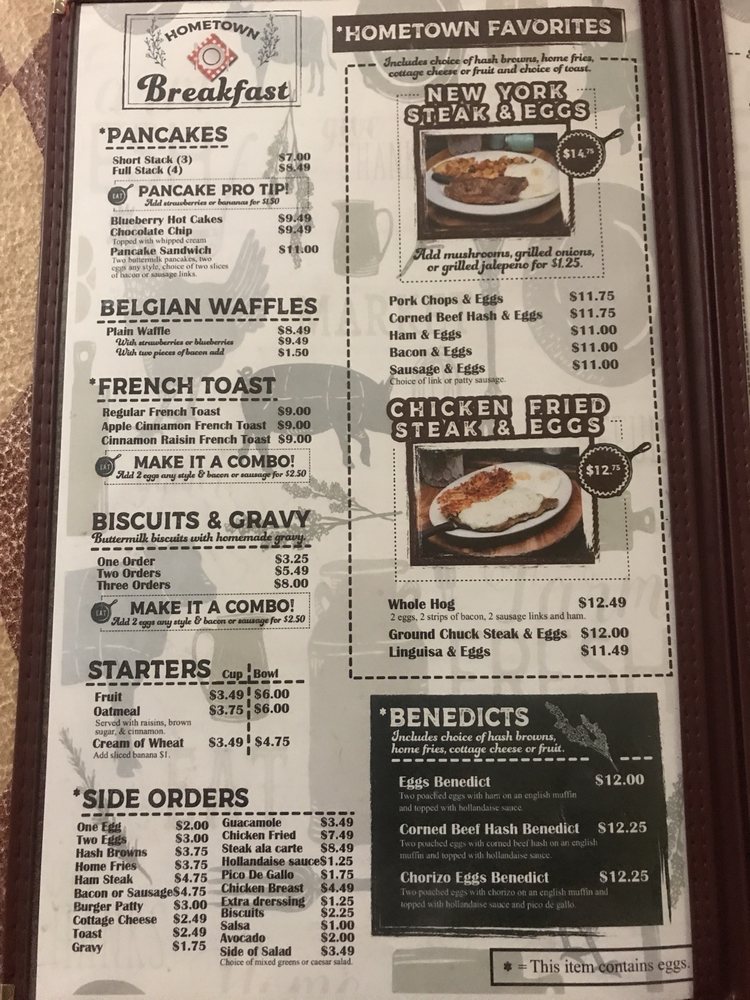 HOMETOWN
Breakfast
*PANCAKES
Short Stack (3) $7.00
Full Stack (4) $8.49
EAT
PANCAKE PRO TIP!
Add strawberries or bananas for $1.50
Blueberry Hot Cakes $9.49
Chocolate Chip $9.49
Topped with whipped cream
Pancake Sandwich $11.00
Two buttermilk pancakes, two
eggs any style, choice of two slices
of bacon or sausage links.
BELGIAN WAFFLES
Plain Waffle $8.49
With strawberries or blueberries $9.49
With two pieces of bacon add $1.50
*FRENCH TOAST
Regular French Toast $9.00
Apple Cinnamon French Toast $9.00
Cinnamon Raisin French Toast $9.00
EAT
MAKE IT A COMBO!
Add 2 eggs any style & bacon or sausage for $2.50
BISCUITS & GRAVY
Buttermilk biscuits with homemade gravy.
One Order $3.25
Two Orders $5.49
Three Orders $8.00
EAT
MAKE IT A COMBO!
Add 2 eggs any style & bacon or sausage for $2.50
STARTERS Cup Bowl
Fruit $3.49 $6.00
Oatmeal $3.75 $6.00
Served with raisins, brown
sugar, & cinnamon.
Cream of Wheat $3.49 $4.75
Add sliced banana $1.
*SIDE ORDERS
One Egg $2.00
Two Eggs $3.00
Hash Browns $3.75
Home Fries $3.75
Ham Steak $4.75
Bacon or Sausage $4.75
Burger Patty $3.00
Cottage Cheese $2.49
Toast $2.49
Gravy $1.75
Guacamole $3.49
Chicken Fried $7.49
Steak ala carte $8.49
Hollandaise sauce $1.25
Pico De Gallo $1.75
Chicken Breast $4.49
Extra drerssing $1.25
Biscuits $2.25
Salsa $1.00
Avocado $2.00
Side of Salad $3.49
Choice of mixed greens or caesar salad.
*HOMETOWN FAVORITES
Includes choice of hash browns, home fries,
cottage cheese or fruit and choice of toast.
NEW YORK
STEAK & EGGS
$14.75
Add mushrooms, grilled onions,
or grilled jalepeno for $1.25.
Pork Chops & Eggs $11.75
Corned Beef Hash & Eggs $11.75
Ham & Eggs $11.00
Bacon & Eggs $11.00
Sausage & Eggs $11.00
Choice of link or patty sausage.
CHICKEN FRIED
STEAK & EGGS
$12.75
Whole Hog $12.49
2 eggs, 2 strips of bacon, 2 sausage links and ham.
Ground Chuck Steak & Eggs $12.00
Linguisa & Eggs $11.49
*BENEDICTS
Includes choice of hash browns,
home fries, cottage cheese or fruit.
Eggs Benedict $12.00
Two poached eggs with ham on an english muffin
and topped with hollandaise sauce.
Corned Beef Hash Benedict $12.25
Two poached eggs with corned beef hash on an english
muffin and topped with hollandaise sauce.
Chorizo Eggs Benedict $12.25
Two poached eggs with chorizo on an english muffin and
topped with hollandaise sauce and pico de gallo.
* = This item contains eggs.